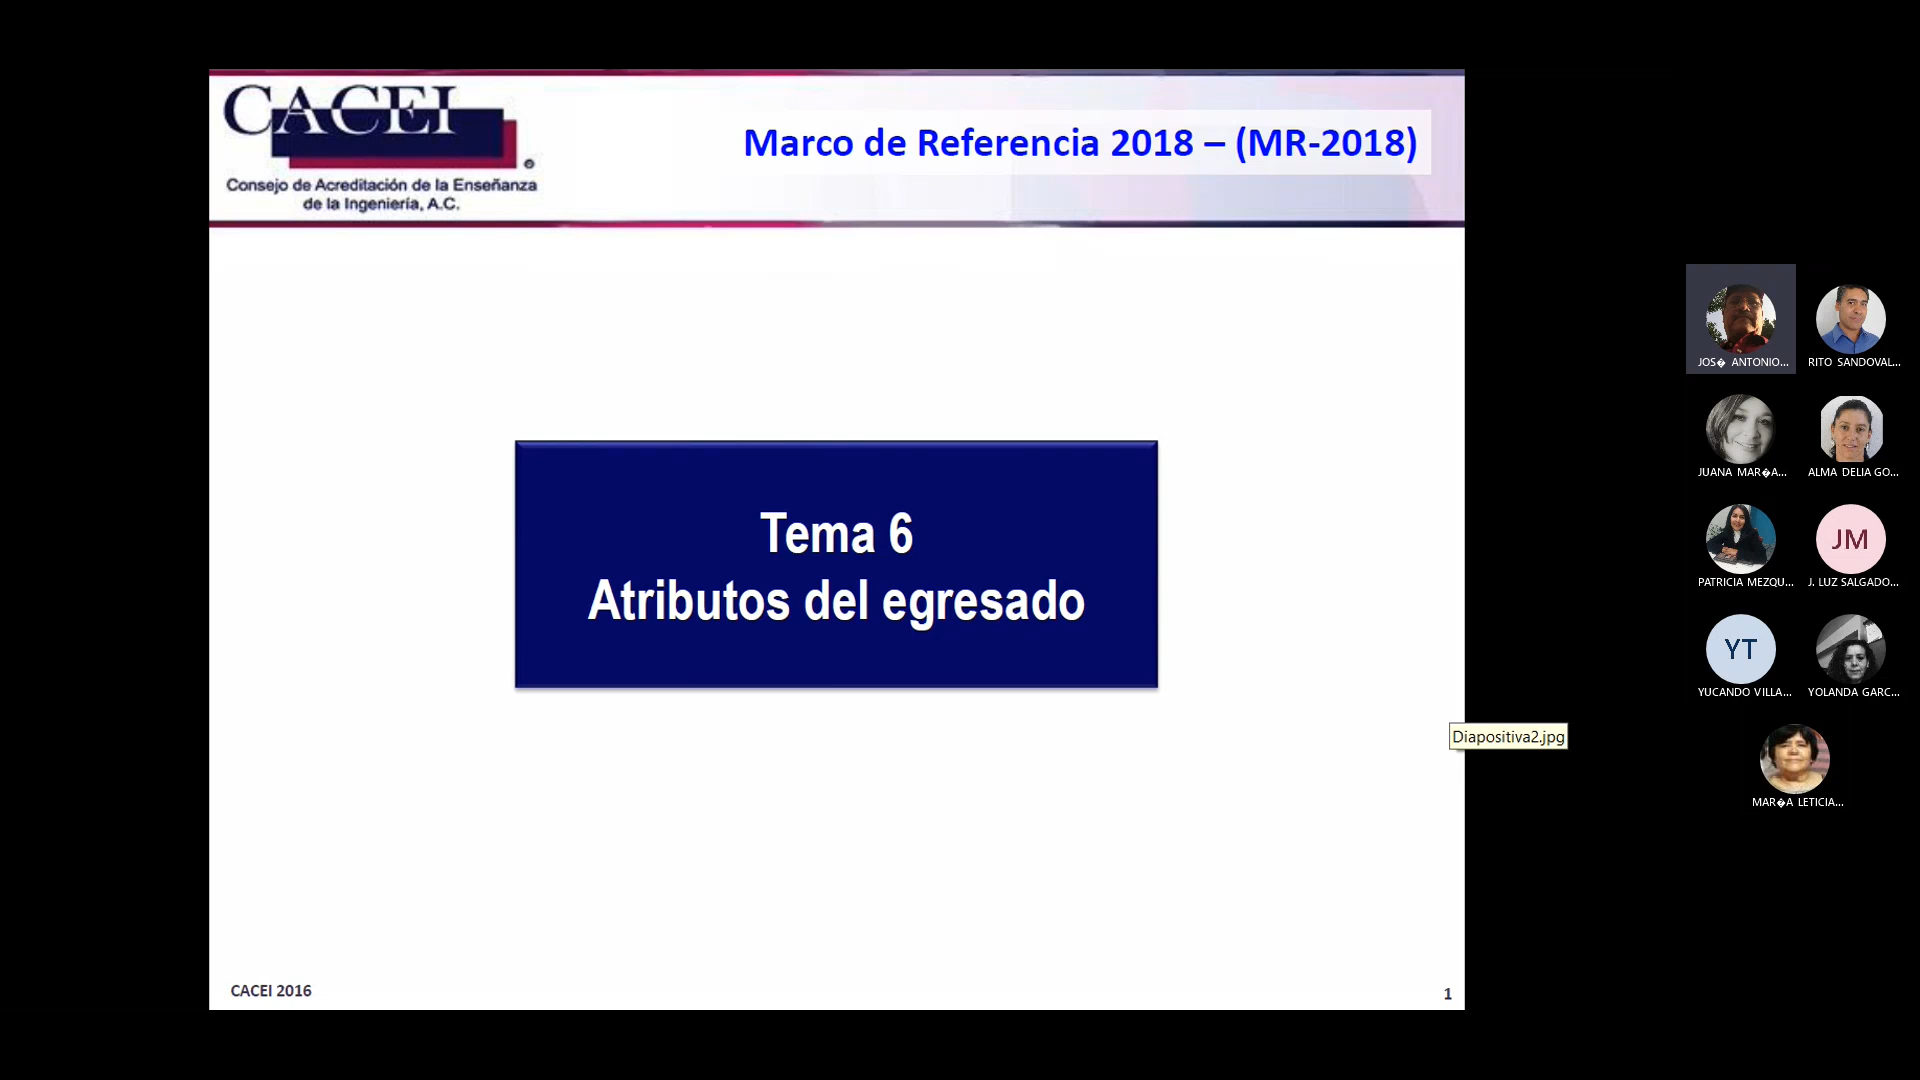 CACEI
Consejo de Acreditación de la Enseñanza
de la Ingeniería, A.C.
Marco de Referencia 2018 – (MR-2018)
Tema 6
Atributos del egresado
Diapositiva2.jpg
CACEI 2016
1
JOS� ANTONIO...
RITO SANDOVAL...
JUANA MAR�A...
ALMA DELIA GO...
PATRICIA MEZQU...
JM
J. LUZ SALGADO...
YT
YUCANDO VILLA...
YOLANDA GARC...
MAR�A LETICIA...